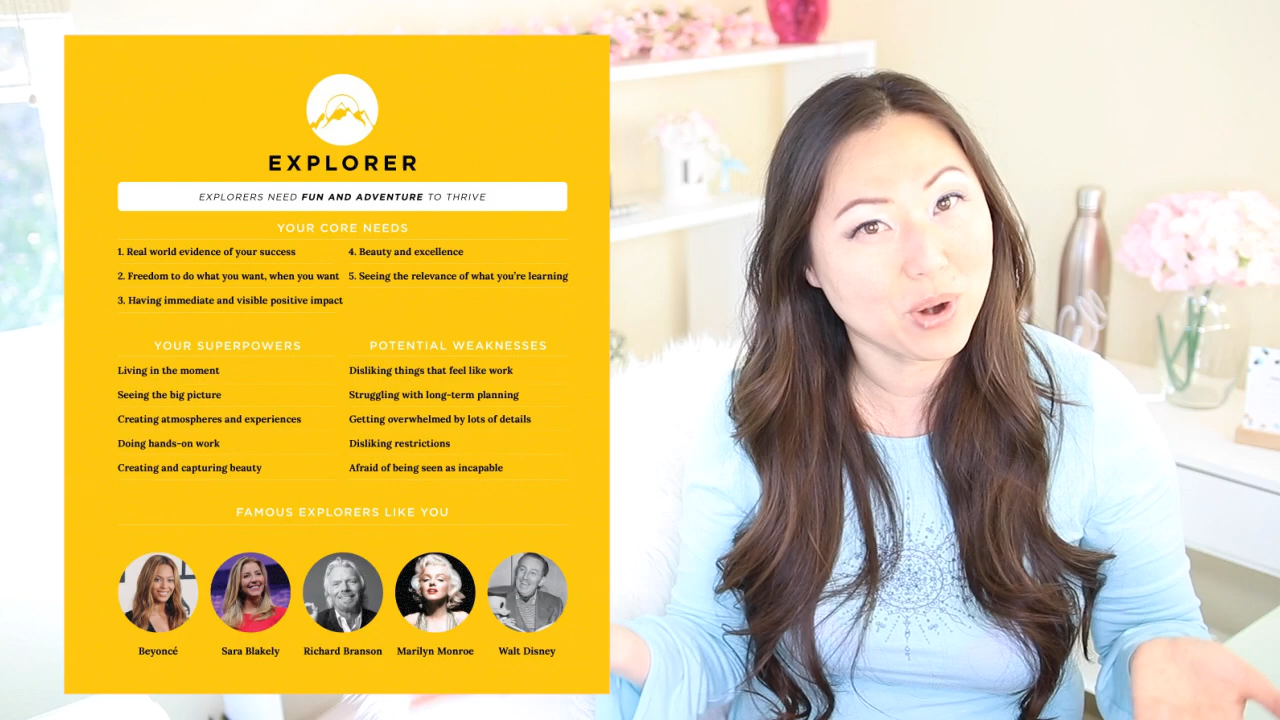 EXPLORER
EXPLORERS NEED FUN AND ADVENTURE TO THRIVE
YOUR CORE NEEDS
1. Real world evidence of your success
2. Freedom to do what you want, when you want
3. Having immediate and visible positive impact
4. Beauty and excellence
5. Seeing the relevance of what you're learning
YOUR SUPERPOWERS
Living in the moment
Seeing the big picture
Creating atmospheres and experiences
Doing hands-on work
Creating and capturing beauty
POTENTIAL WEAKNESSES
Disliking things that feel like work
Struggling with long-term planning
Getting overwhelmed by lots of details
Disliking restrictions
Afraid of being seen as incapable
FAMOUS EXPLORERS LIKE YOU
Beyoncé
Sara Blakely
Richard Branson
Marilyn Monroe
Walt Disney
L